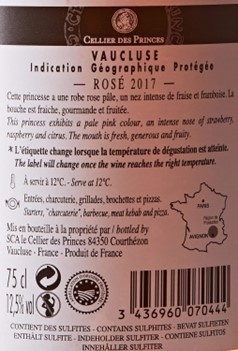 CELLIER DES PRINCES
VAUCLUSE
Indication Géographique Protégée
— ROSÉ 2017 —
Cette princesse a une robe rose pâle, un nez intense de fraise et framboise. La
bouche est fraiche, gourmande et fruitée.
This princess exhibits a pale pink colour, an intense nose of strawberry,
raspberry and citrus. The mouth is fresh, generous and fruity.
* L'étiquette change lorsque la température de dégustation est atteinte.
The label will change once the wine reaches the right temperature.
À servir à 12°C. - Serve at 12°C.
Entrées, charcuterie, grillades, brochettes et pizzas.
Starters, "charcuterie", barbecue, meat kebab and pizza.
Mis en bouteille à la propriété par / bottled by
SCA le Cellier des Princes 84350 Courthézon
Vaucluse - France - Produit de France
PARIS
AVIGNON
75 cl
12,5% vol
3 436960 070444
CONTIENT DES SULFITES - CONTAINS SULPHITES - BEVAT SULFIETEN
ENTHÄLT SULFITE - INDEHOLDER SULFITTER - CONTIENE SULFITOS
INNEHÅLLER SULFITER